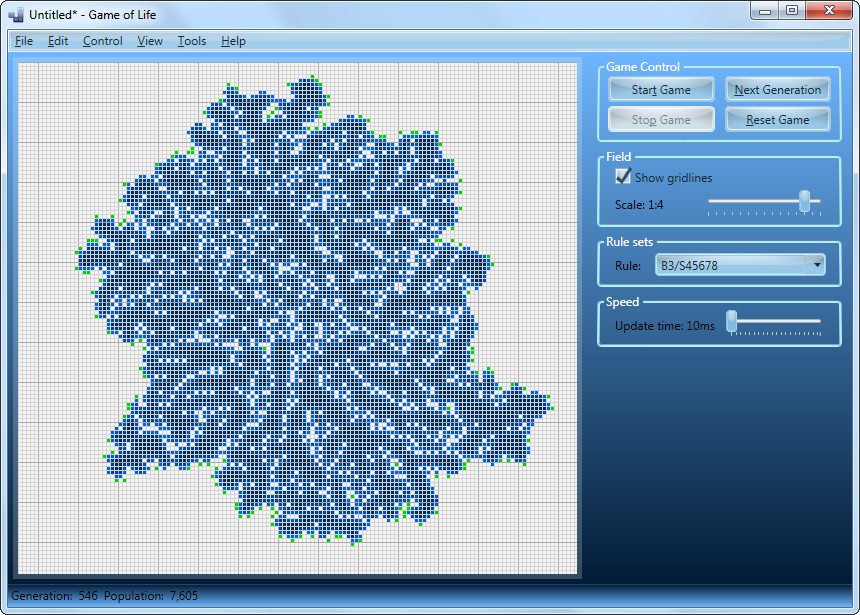 Untitled* - Game of Life
File Edit Control View Tools Help
Game Control
Start Game Next Generation
Stop Game Reset Game
Field
Show gridlines
Scale: 1:4
Rule sets
Rule: B3/S45678
Speed
Update time: 10ms
Generation: 546 Population: 7,605